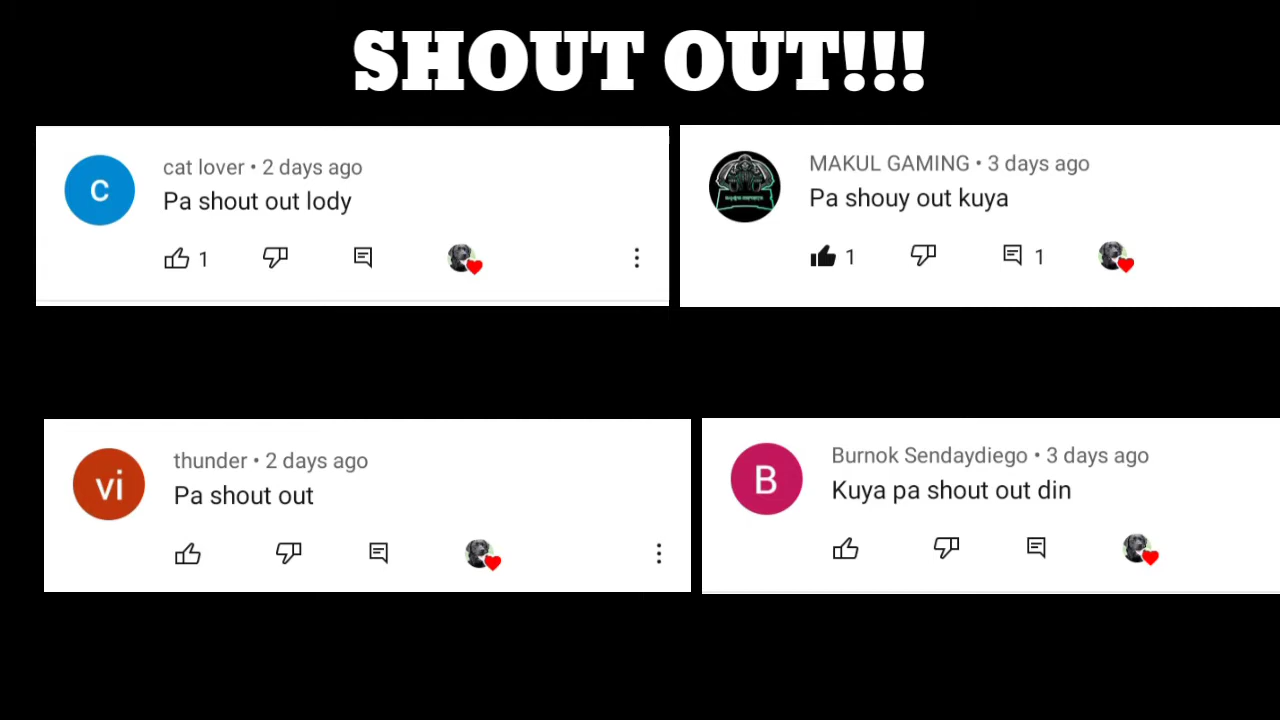 SHOUT OUT!!!
C
cat lover • 2 days ago
Pa shout out lody
1
MAKUL GAMING • 3 days ago
Pa shouy out kuya
1 1
vi
thunder • 2 days ago
Pa shout out
B
Burnok Sendaydiego • 3 days ago
Kuya pa shout out din